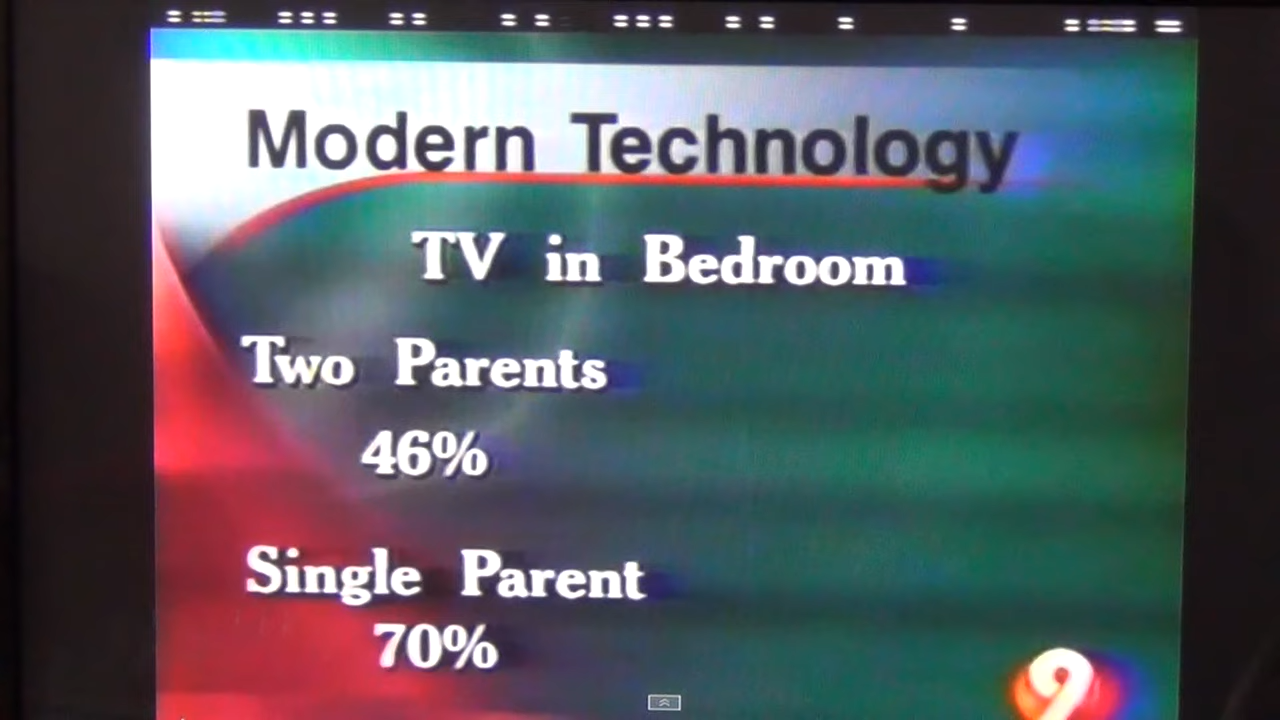 Modern Technology
TV in Bedroom
Two Parents
46%
Single Parent
70%
9